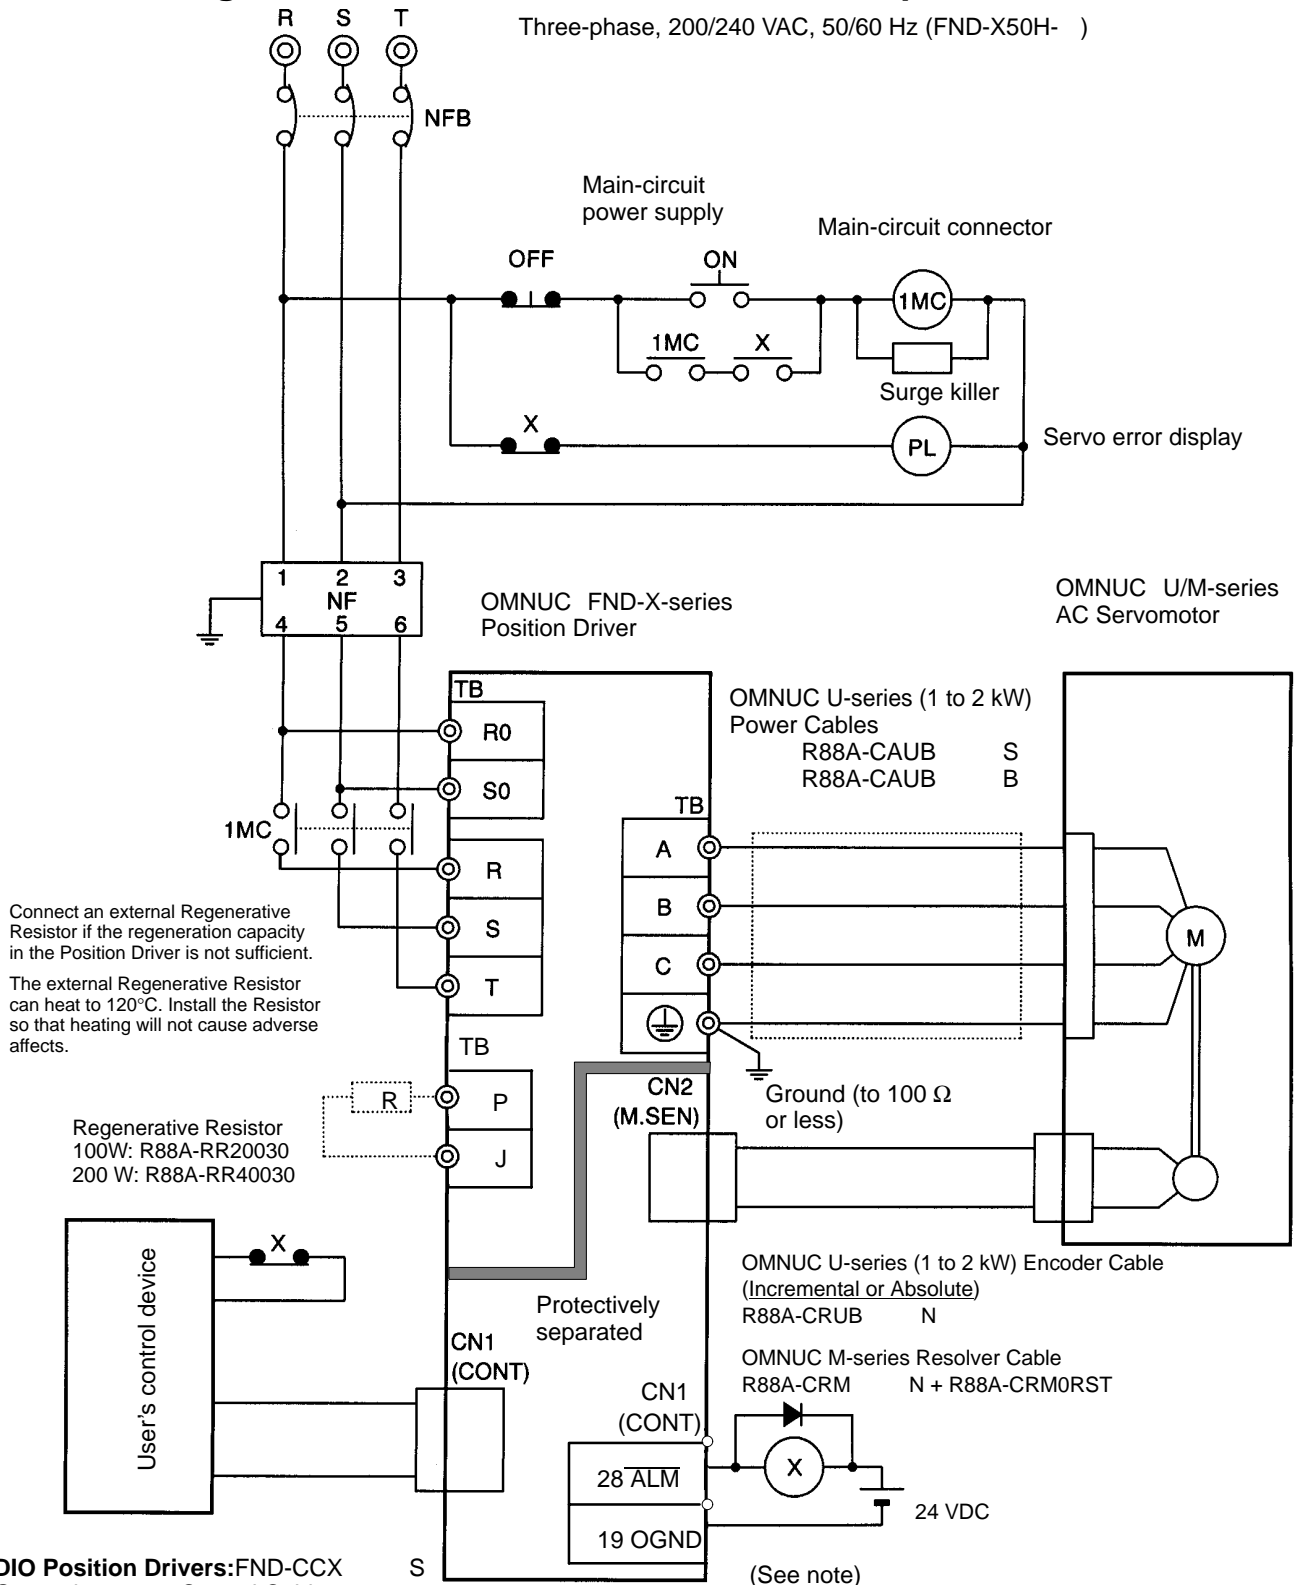 R S T
Three-phase, 200/240 VAC, 50/60 Hz (FND-X50H- )
NFB
Main-circuit
power supply
Main-circuit connector
OFF
ON
1MC
1MC X
Surge killer
X
PL
Servo error display
1 2 3
NF
4 5 6
OMNUC FND-X-series
Position Driver
OMNUC U/M-series
AC Servomotor
TB
R0
S0
OMNUC U-series (1 to 2 kW)
Power Cables
R88A-CAUB S
R88A-CAUB B
TB
1MC
R
S
T
A
B
C
M
Connect an external Regenerative
Resistor if the regeneration capacity
in the Position Driver is not sufficient.
The external Regenerative Resistor
can heat to 120°C. Install the Resistor
so that heating will not cause adverse
affects.
TB
R
P
J
CN2
(M.SEN)
Ground (to 100 Ω
or less)
Regenerative Resistor
100W: R88A-RR20030
200 W: R88A-RR40030
X
User's control device
OMNUC U-series (1 to 2 kW) Encoder Cable
(Incremental or Absolute)
R88A-CRUB N
Protectively
separated
CN1
(CONT)
OMNUC M-series Resolver Cable
R88A-CRM N + R88A-CRM0RST
CN1
(CONT)
28 ALM
X
24 VDC
19 OGND
(See note)
DIO Position Drivers:FND-CCX S